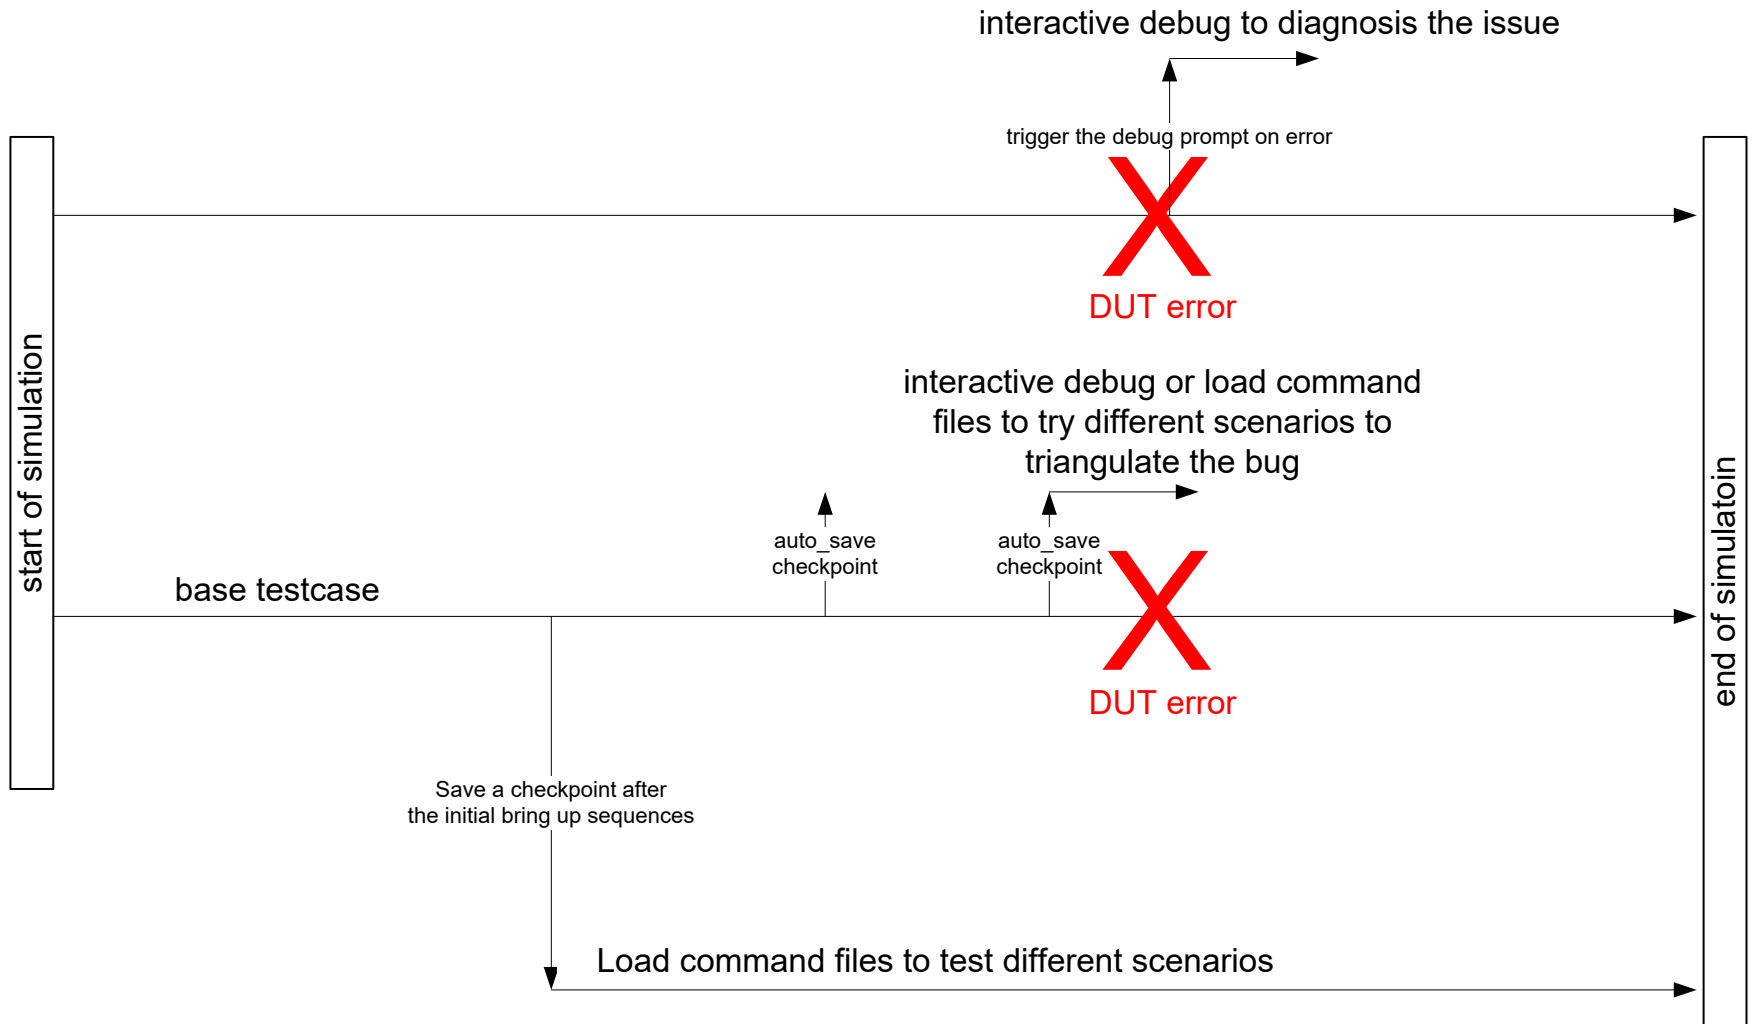 interactive debug to diagnosis the issue
trigger the debug prompt on error
DUT error
start of simulation
interactive debug or load command
files to try different scenarios to
triangulate the bug
auto_save
checkpoint
auto_save
checkpoint
base testcase
DUT error
end of simulatoin
Save a checkpoint after
the initial bring up sequences
Load command files to test different scenarios